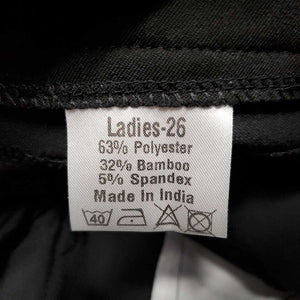 Ladies-26
63% Polyester
32% Bamboo
5% Spandex
Made in India
40